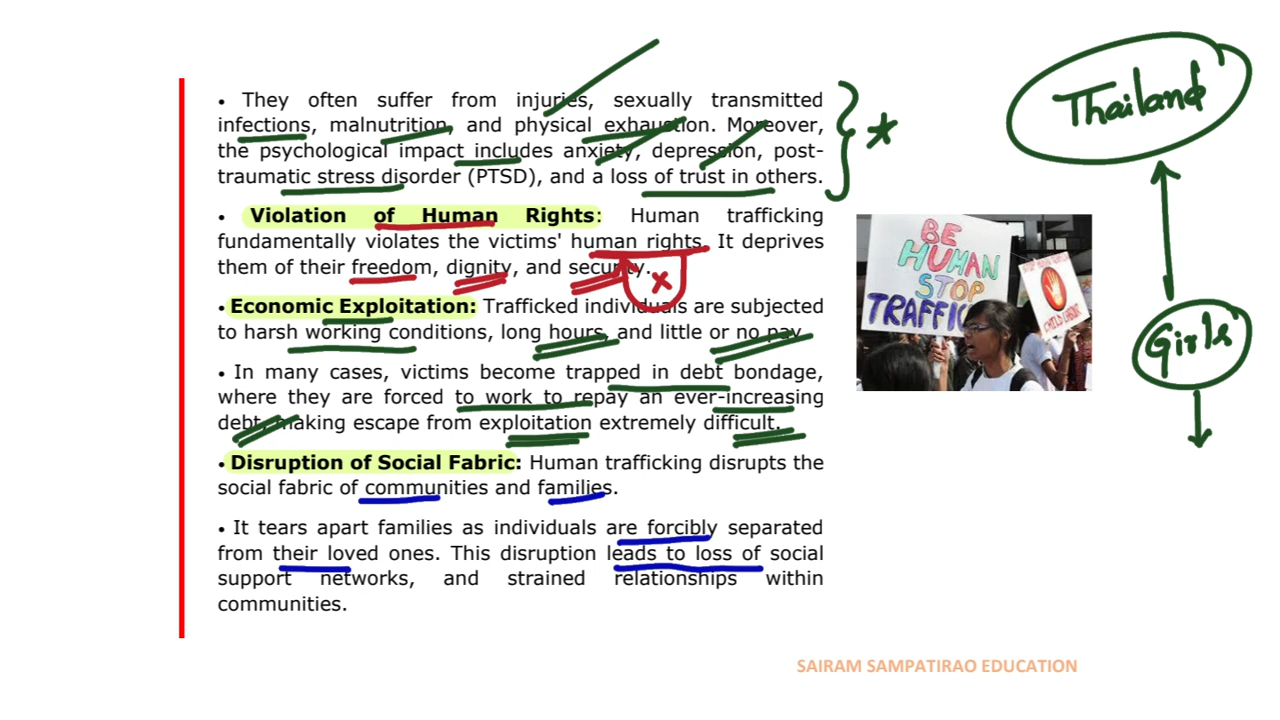 • They often suffer from injuries, sexually transmitted
infections, malnutrition, and physical exhaustion. Moreover,
the psychological impact includes anxiety, depression, post-
traumatic stress disorder (PTSD), and a loss of trust in others.
• Violation of Human Rights: Human trafficking
fundamentally violates the victims' human rights. It deprives
them of their freedom, dignity, and security.
• Economic Exploitation: Trafficked individuals are subjected
to harsh working conditions, long hours, and little or no pay.
• In many cases, victims become trapped in debt bondage,
where they are forced to work to repay an ever-increasing
debt, making escape from exploitation extremely difficult.
• Disruption of Social Fabric: Human trafficking disrupts the
social fabric of communities and families.
• It tears apart families as individuals are forcibly separated
from their loved ones. This disruption leads to loss of social
support networks, and strained relationships within
communities.
Thailand
BE
HUMAN
STOP
TRAFFIC
CHILD LABOUR
Girls
SAIRAM SAMPATIRAO EDUCATION